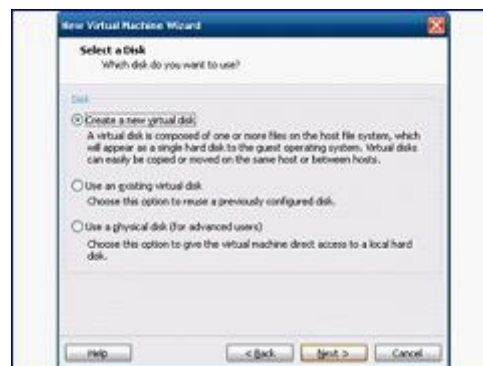 New Virtual Machine Wizard
Select a Disk
Which disk do you want to use?
Disk
Create a new virtual disk
A virtual disk is composed of one or more files on the host file system, which
will appear as a single hard disk to the guest operating system. Virtual disks
can easily be copied or moved on the same host or between hosts.
Use an existing virtual disk
Choose this option to reuse a previously configured disk.
Use a physical disk (for advanced users)
Choose this option to give the virtual machine direct access to a local hard
disk.
Help
< Back
Next >
Cancel